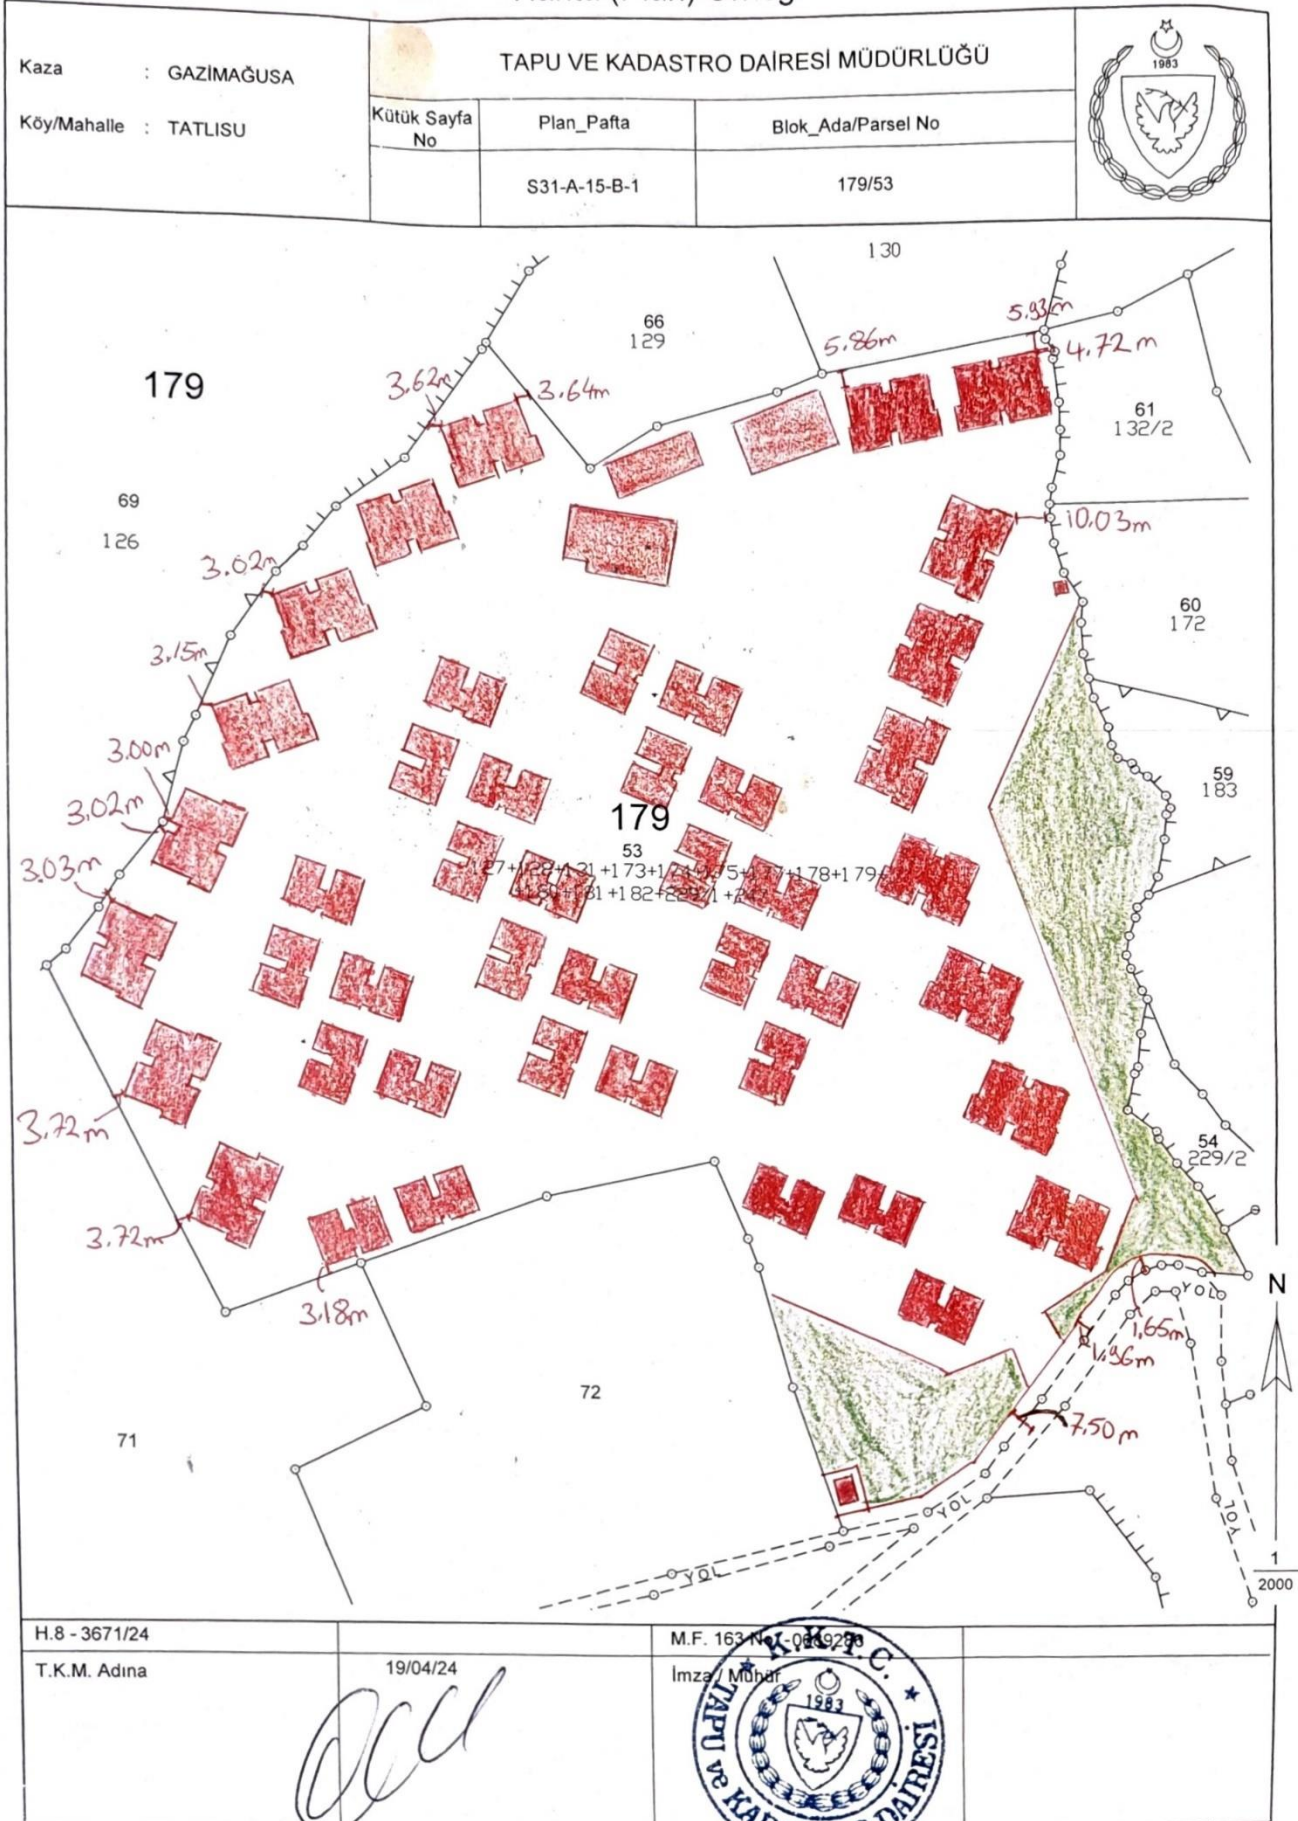 Kaza : GAZİMAĞUSA
Köy/Mahalle : TATLISU
TAPU VE KADASTRO DAİRESİ MÜDÜRLÜĞÜ
Kütük Sayfa No
Plan_Pafta
Blok_Ada/Parsel No
S31-A-15-B-1
179/53
1983
130
66
129
5.93m
5.86m
4.72m
179
3.62m
3.64m
61
132/2
69
126
10.03m
3.02m
60
172
3.15m
3.00m
59
183
3.02m
179
53
3.03m
54
229/2
3.72m
3.72m
3.18m
N
YOL
1.65m
1.96m
72
71
7.50m
YOL
YOL
YOL
1
2000
H.8 - 3671/24
M.F. 163
T.K.M. Adına
19/04/24
İmza / Mühür
K.K.T.C.
1983
TAPU ve
DAİRESİ